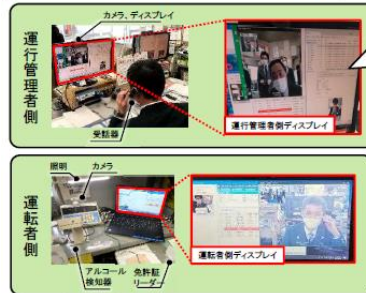 運行管理者側
カメラ、ディスプレイ
受話器
運行管理者側ディスプレイ
運転者側
照明
カメラ
アルコール
検知器
免許証
リーダー
運転者側ディスプレイ